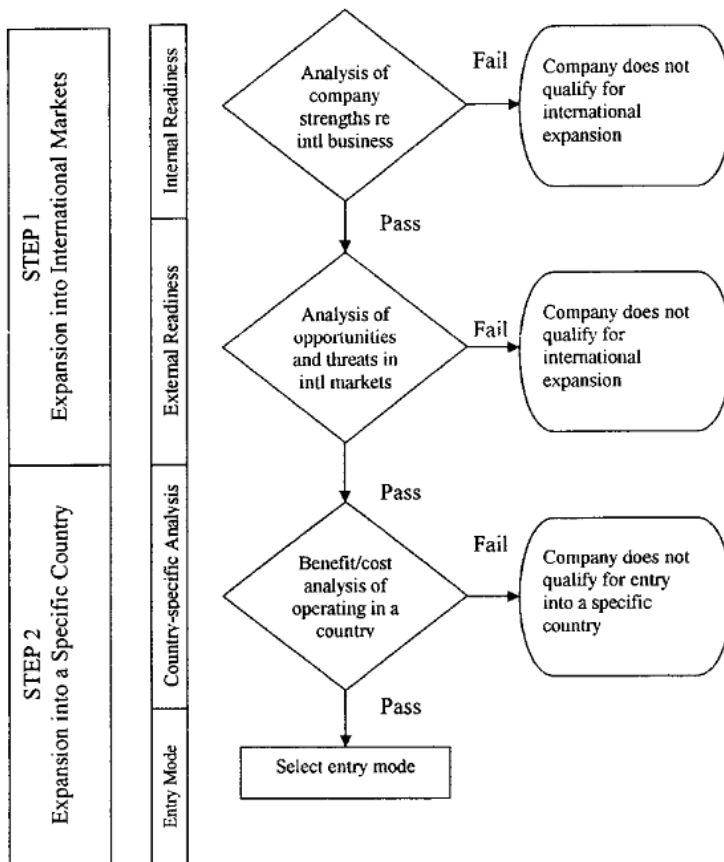 STEP 1
Expansion into International Markets
Internal Readiness
Analysis of
company
strengths re
intl business
Fail
Company does not
qualify for
international
expansion
Pass
External Readiness
Analysis of
opportunities
and threats in
intl markets
Fail
Company does not
qualify for
international
expansion
Pass
STEP 2
Expansion into a Specific Country
Country-specific Analysis
Benefit/cost
analysis of
operating in a
country
Fail
Company does not
qualify for entry
into a specific
country
Pass
Entry Mode
Select entry mode